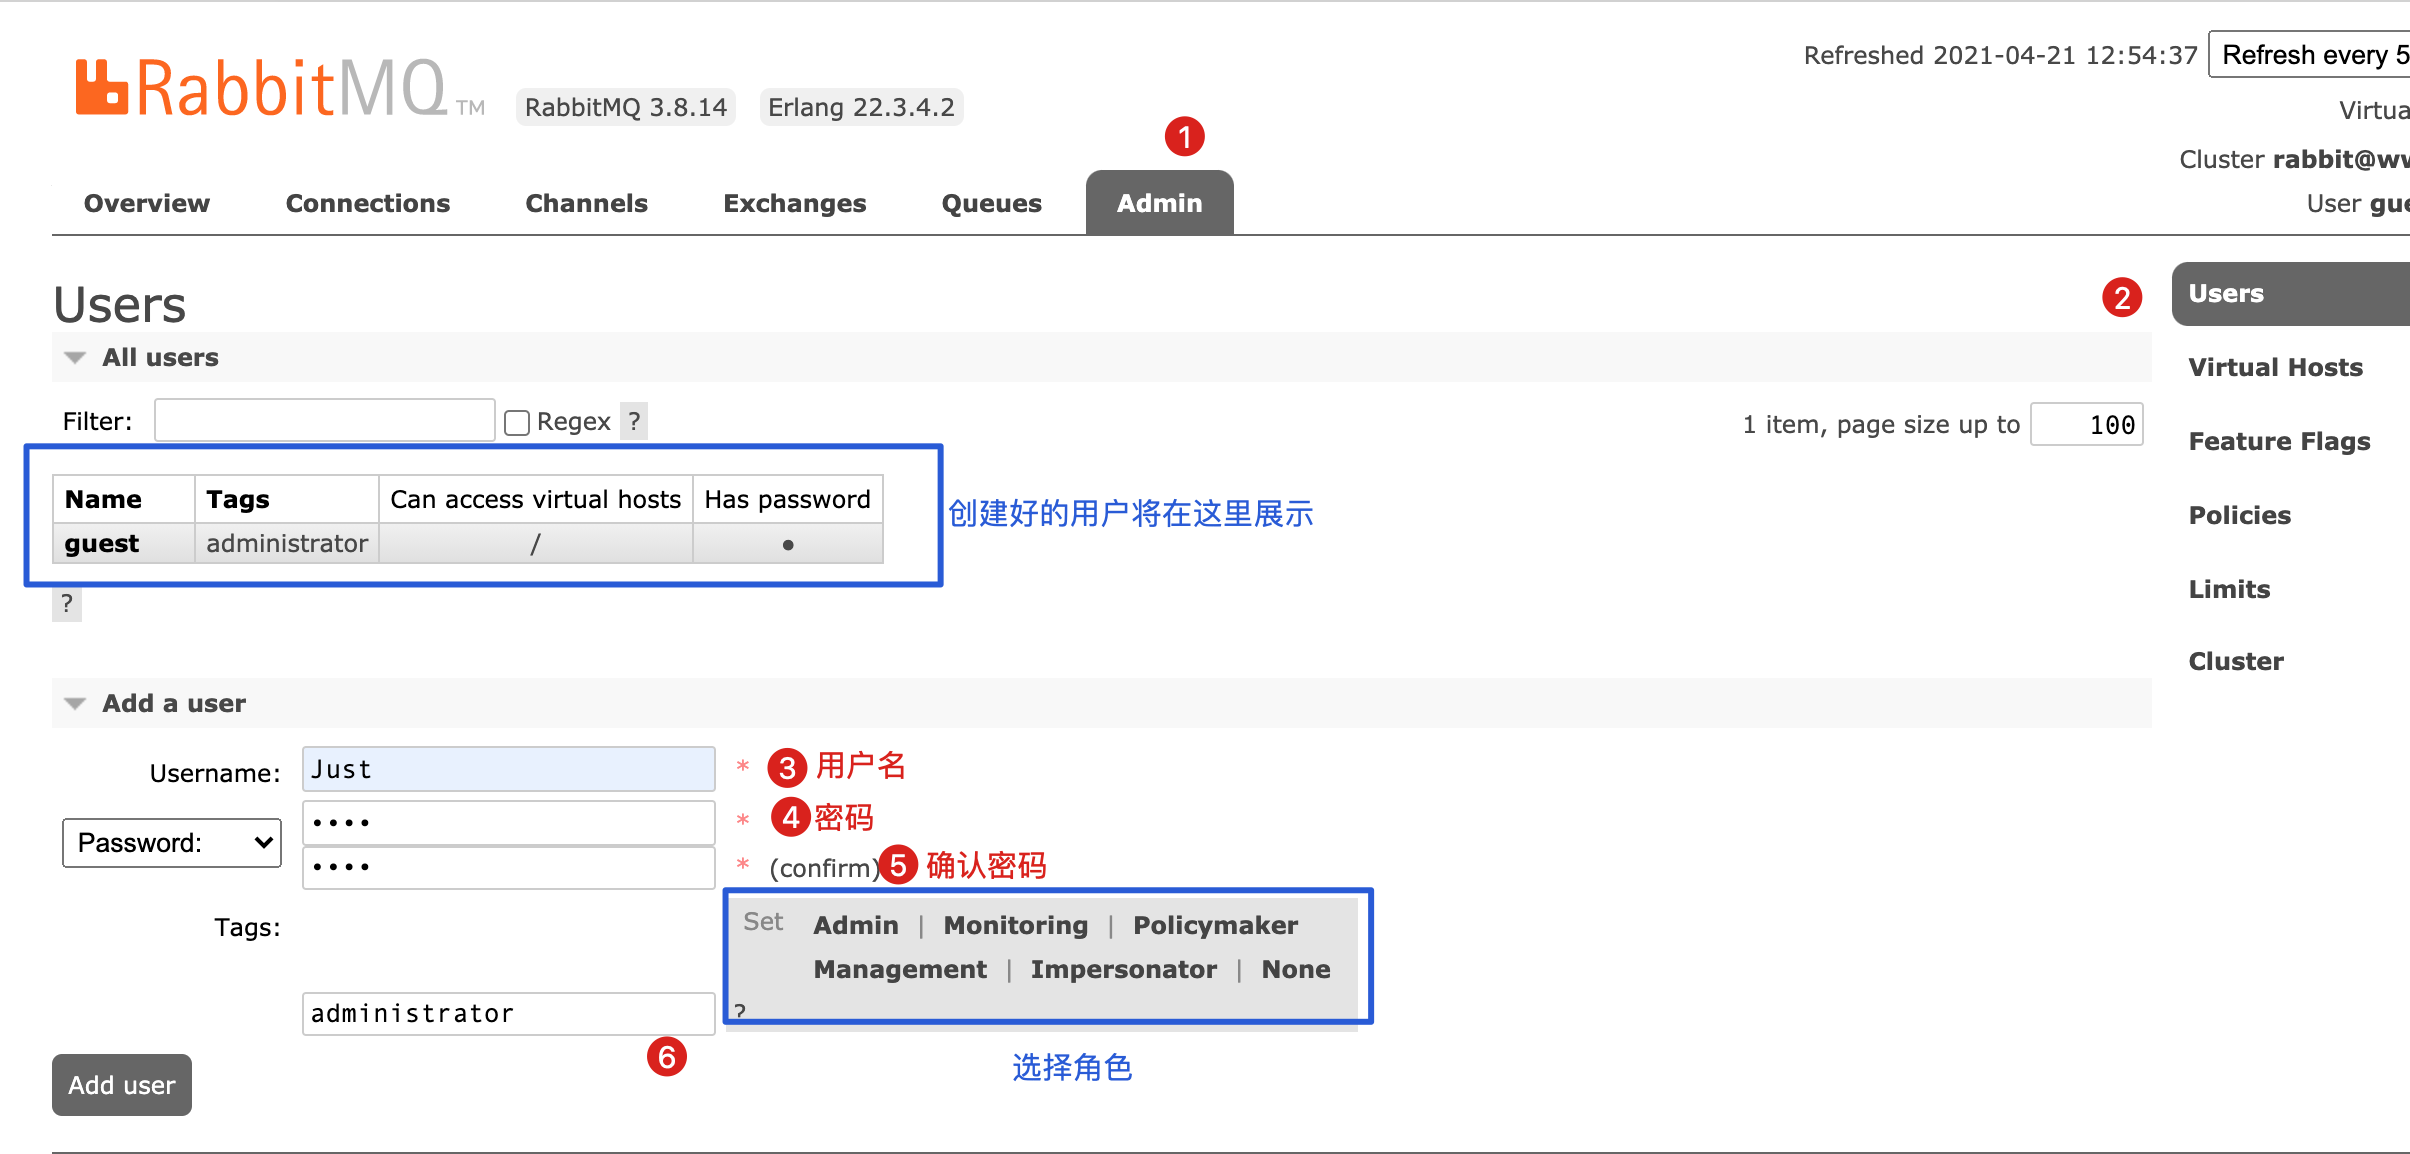 Refreshed 2021-04-21 12:54:37 Refresh every 5
RabbitMQ TM RabbitMQ 3.8.14 Erlang 22.3.4.2
Virtua
1
Cluster rabbit@ww
User gue
Overview Connections Channels Exchanges Queues Admin
Users
2 Users
All users
Virtual Hosts
Filter: Regex ?
1 item, page size up to 100
Feature Flags
Name Tags Can access virtual hosts Has password
guest administrator / •
创建好的用户将在这里展示
Policies
?
Limits
Cluster
Add a user
Username: Just * 3 用户名
Password: •••• * 4 密码
•••• * (confirm) 5 确认密码
Tags:
Set Admin | Monitoring | Policymaker
Management | Impersonator | None
administrator ?
6
选择角色
Add user